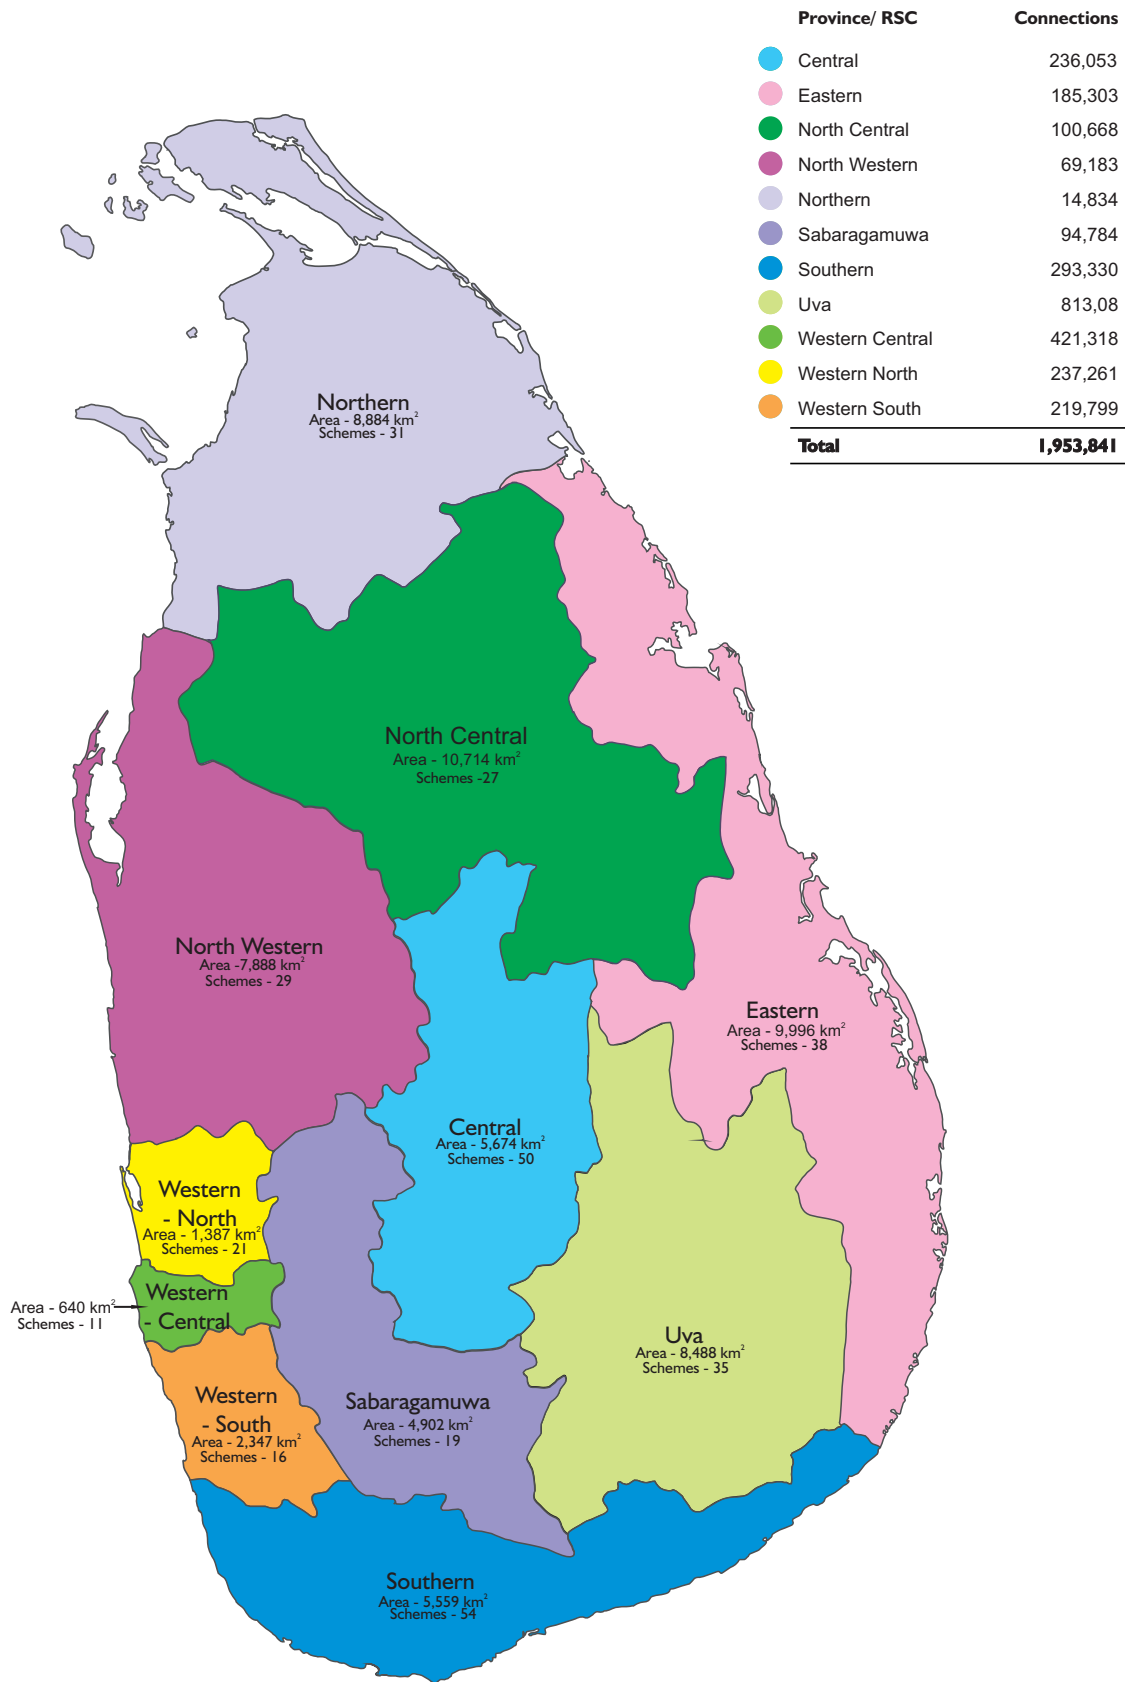 Province/ RSC Connections
Central 236,053
Eastern 185,303
North Central 100,668
North Western 69,183
Northern 14,834
Sabaragamuwa 94,784
Southern 293,330
Uva 813,08
Western Central 421,318
Western North 237,261
Western South 219,799
Total 1,953,841
Northern
Area - 8,884 km²
Schemes - 31
North Central
Area - 10,714 km²
Schemes -27
North Western
Area -7,888 km²
Schemes - 29
Eastern
Area - 9,996 km²
Schemes - 38
Central
Area - 5,674 km²
Schemes - 50
Western
- North
Area - 1,387 km²
Schemes - 21
Western
- Central
Area - 640 km²
Schemes - 11
Uva
Area - 8,488 km²
Schemes - 35
Western
- South
Area - 2,347 km²
Schemes - 16
Sabaragamuwa
Area - 4,902 km²
Schemes - 19
Southern
Area - 5,559 km²
Schemes - 54